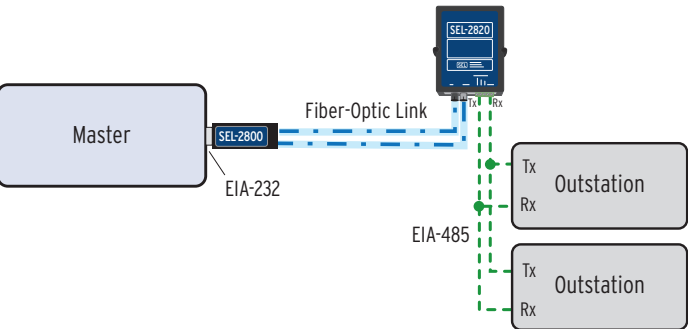 SEL-2820
SEL
Tx
Rx
Fiber-Optic Link
Master
SEL-2800
EIA-232
Tx
Outstation
Rx
EIA-485
Tx
Outstation
Rx